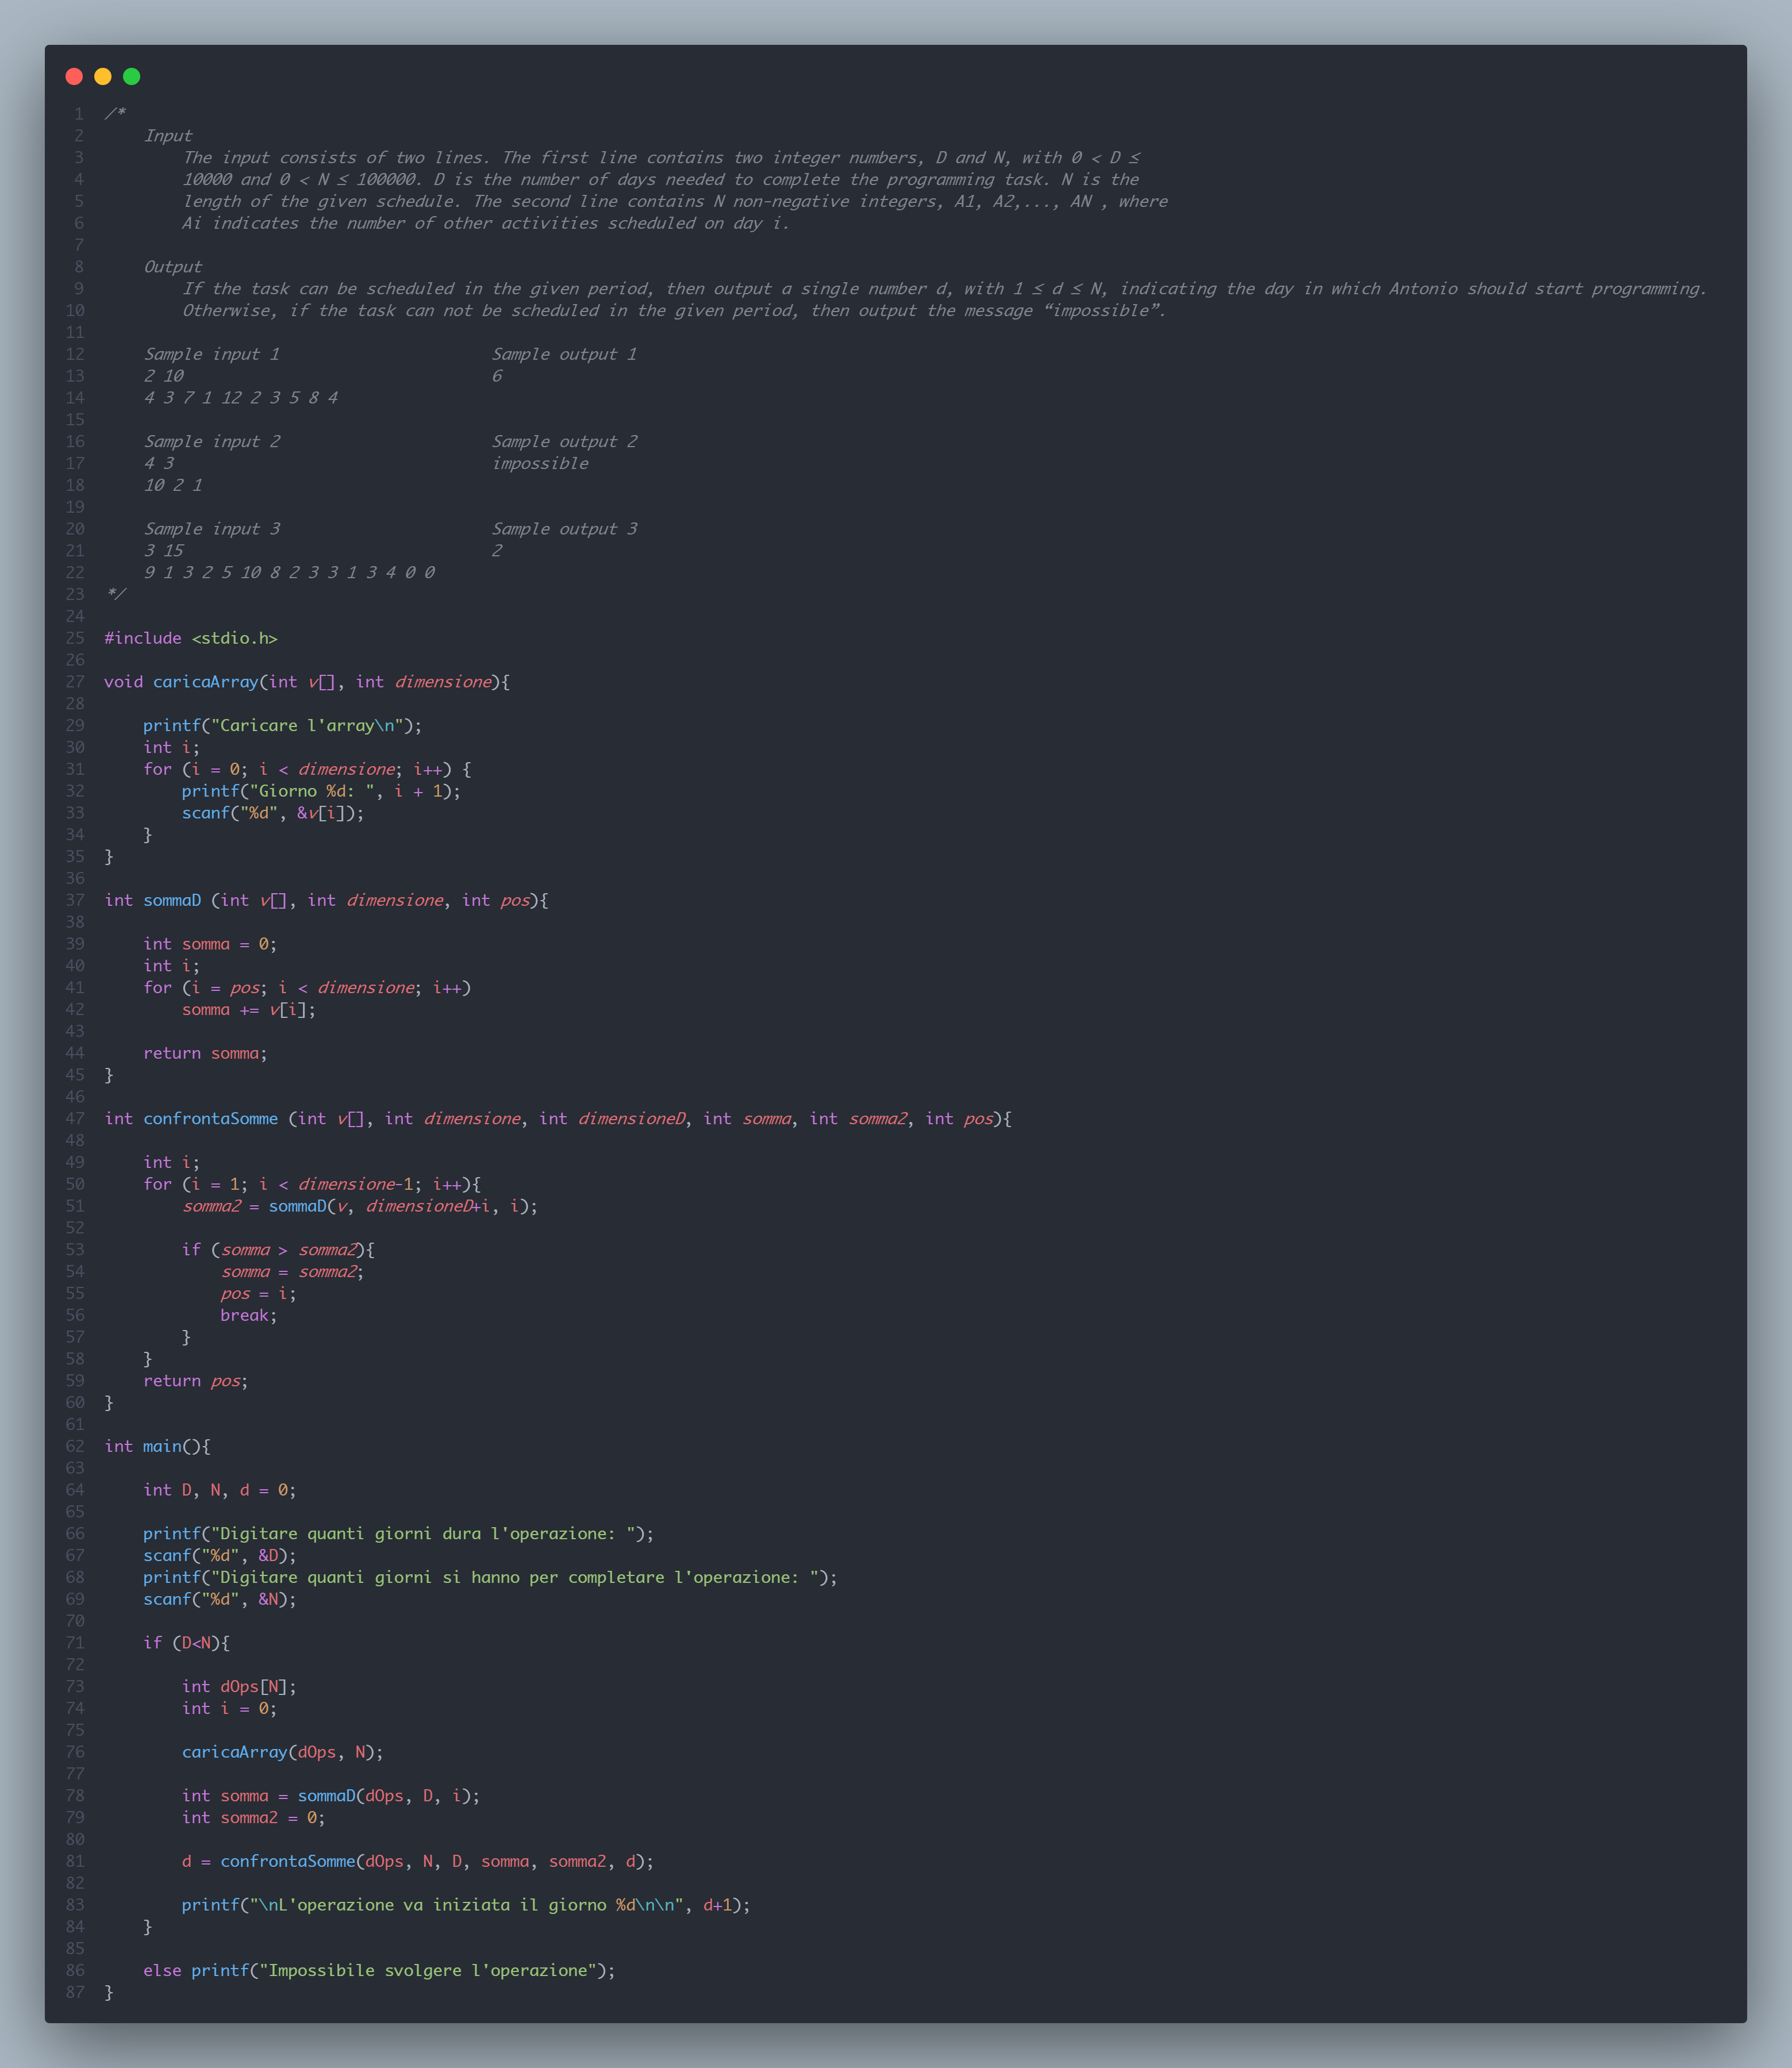 1 /*
2     Input
3         The input consists of two lines. The first line contains two integer numbers, D and N, with 0 < D ≤
4         10000 and 0 < N ≤ 100000. D is the number of days needed to complete the programming task. N is the
5         length of the given schedule. The second line contains N non-negative integers, A1, A2,..., AN , where
6         Ai indicates the number of other activities scheduled on day i.
7
8     Output
9         If the task can be scheduled in the given period, then output a single number d, with 1 ≤ d ≤ N, indicating the day in which Antonio should start programming.
10         Otherwise, if the task can not be scheduled in the given period, then output the message “impossible”.
11
12     Sample input 1                      Sample output 1
13     2 10                                6
14     4 3 7 1 12 2 3 5 8 4
15
16     Sample input 2                      Sample output 2
17     4 3                                 impossible
18     10 2 1
19
20     Sample input 3                      Sample output 3
21     3 15                                2
22     9 1 3 2 5 10 8 2 3 3 1 3 4 0 0
23 */
24
25 #include <stdio.h>
26
27 void caricaArray(int v[], int dimensione){
28
29     printf("Caricare l'array\n");
30     int i;
31     for (i = 0; i < dimensione; i++) {
32         printf("Giorno %d: ", i + 1);
33         scanf("%d", &v[i]);
34     }
35 }
36
37 int sommaD (int v[], int dimensione, int pos){
38
39     int somma = 0;
40     int i;
41     for (i = pos; i < dimensione; i++)
42         somma += v[i];
43
44     return somma;
45 }
46
47 int confrontaSomme (int v[], int dimensione, int dimensioneD, int somma, int somma2, int pos){
48
49     int i;
50     for (i = 1; i < dimensione-1; i++){
51         somma2 = sommaD(v, dimensioneD+i, i);
52
53         if (somma > somma2){
54             somma = somma2;
55             pos = i;
56             break;
57         }
58     }
59     return pos;
60 }
61
62 int main(){
63
64     int D, N, d = 0;
65
66     printf("Digitare quanti giorni dura l'operazione: ");
67     scanf("%d", &D);
68     printf("Digitare quanti giorni si hanno per completare l'operazione: ");
69     scanf("%d", &N);
70
71     if (D<N){
72
73         int dOps[N];
74         int i = 0;
75
76         caricaArray(dOps, N);
77
78         int somma = sommaD(dOps, D, i);
79         int somma2 = 0;
80
81         d = confrontaSomme(dOps, N, D, somma, somma2, d);
82
83         printf("\nL'operazione va iniziata il giorno %d\n\n", d+1);
84     }
85
86     else printf("Impossibile svolgere l'operazione");
87 }